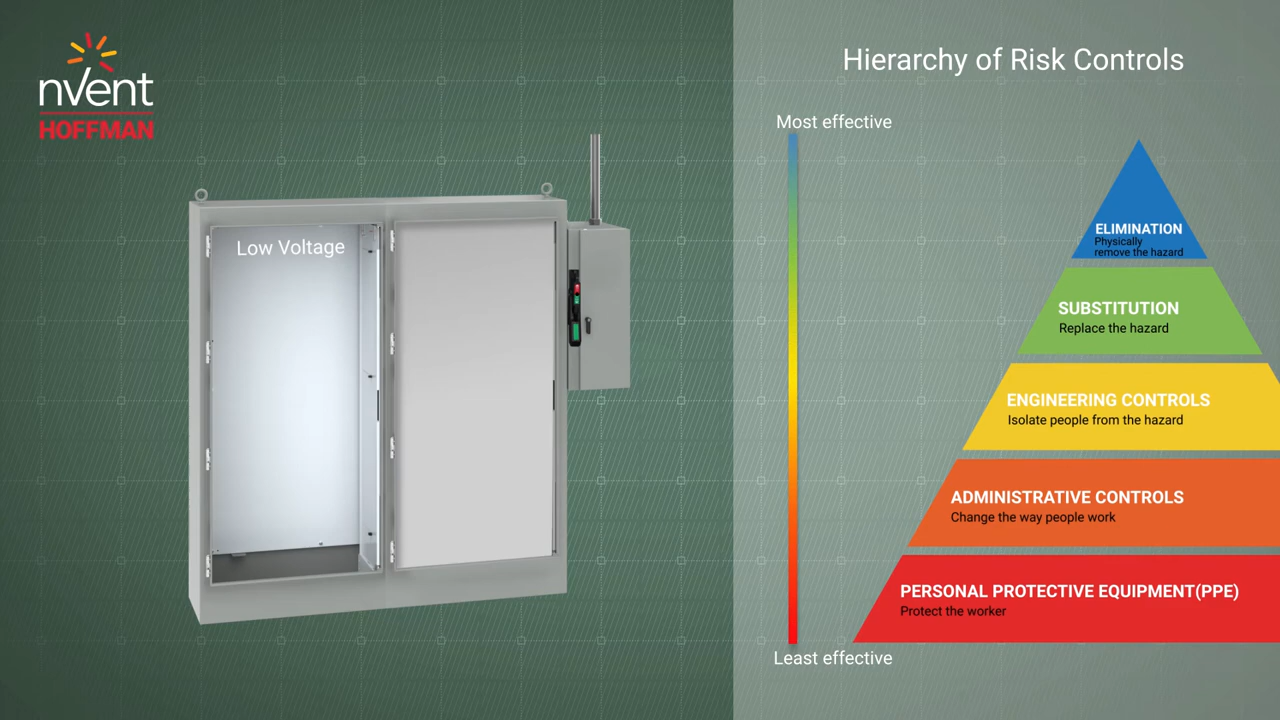 nVent
HOFFMAN
Low Voltage
Hierarchy of Risk Controls
Most effective
ELIMINATION
Physically
remove the hazard
SUBSTITUTION
Replace the hazard
ENGINEERING CONTROLS
Isolate people from the hazard
ADMINISTRATIVE CONTROLS
Change the way people work
PERSONAL PROTECTIVE EQUIPMENT(PPE)
Protect the worker
Least effective